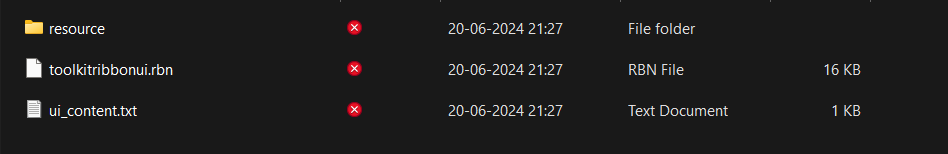 resource 20-06-2024 21:27 File folder
toolkitribbonui.rbn 20-06-2024 21:27 RBN File 16 KB
ui_content.txt 20-06-2024 21:27 Text Document 1 KB